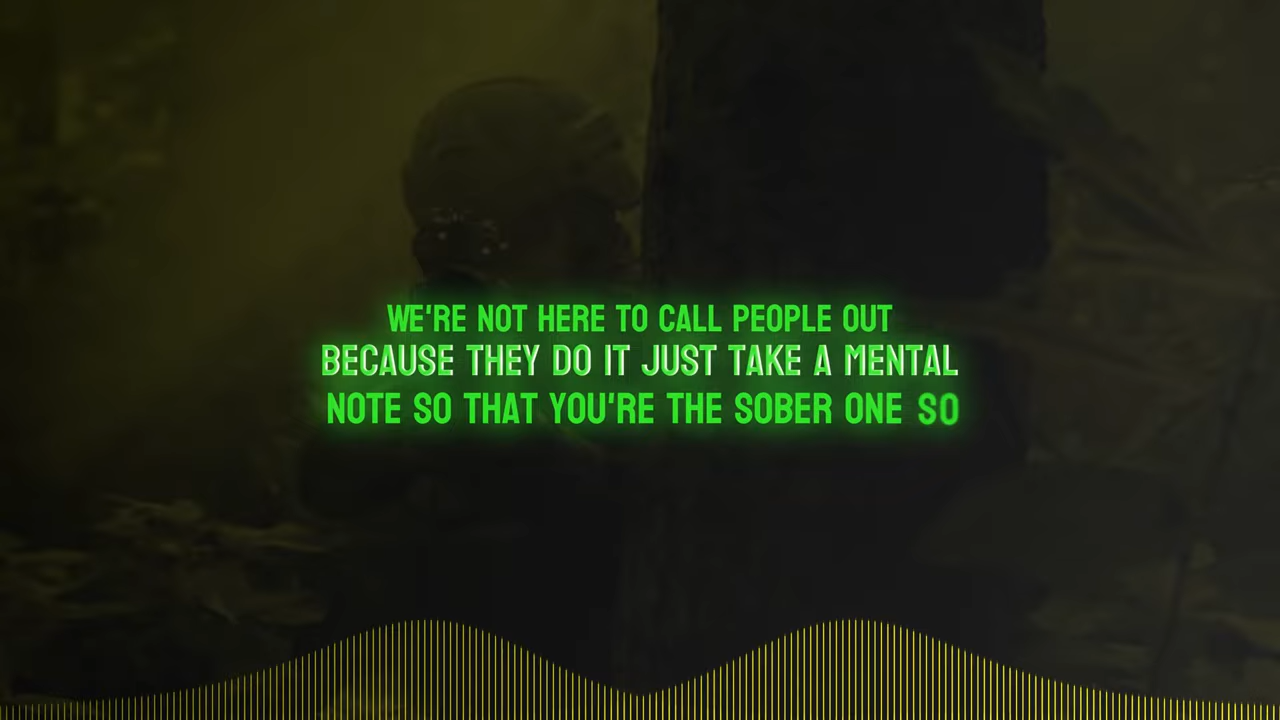 WE'RE NOT HERE TO CALL PEOPLE OUT
BECAUSE THEY DO IT JUST TAKE A MENTAL
NOTE SO THAT YOU'RE THE SOBER ONE SO